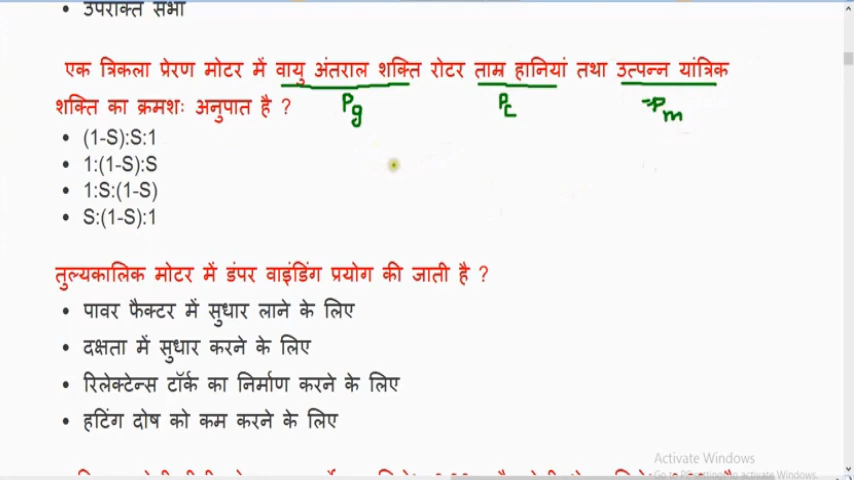 उपरोक्त सभी
एक त्रिकला प्रेरण मोटर में वायु अंतराल शक्ति रोटर ताम्र हानियां तथा उत्पन्न यांत्रिक
शक्ति का क्रमशः अनुपात है ?
Pg Pc =Pm
• (1-S):S:1
• 1:(1-S):S
• 1:S:(1-S)
• S:(1-S):1
तुल्यकालिक मोटर में डंपर वाइंडिंग प्रयोग की जाती है ?
• पावर फैक्टर में सुधार लाने के लिए
• दक्षता में सुधार करने के लिए
• रिलेक्टेन्स टॉर्क का निर्माण करने के लिए
• हटिंग दोष को कम करने के लिए
Activate Windows